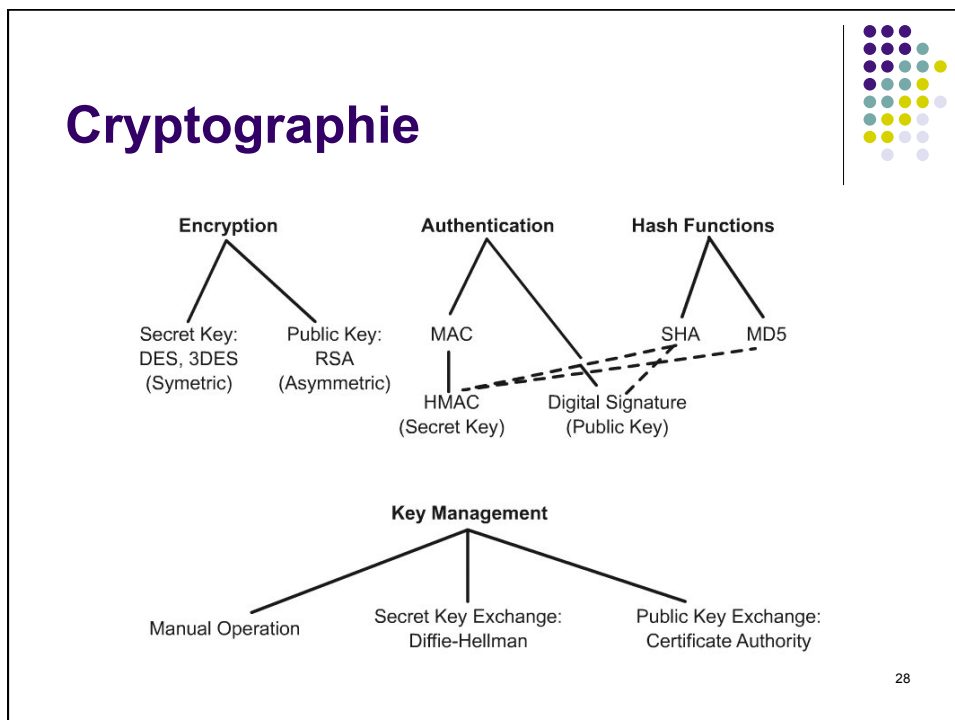 Cryptographie
Encryption
Authentication
Hash Functions
Secret Key:
DES, 3DES
(Symetric)
Public Key:
RSA
(Asymmetric)
MAC
SHA
MD5
HMAC
(Secret Key)
Digital Signature
(Public Key)
Key Management
Manual Operation
Secret Key Exchange:
Diffie-Hellman
Public Key Exchange:
Certificate Authority
28